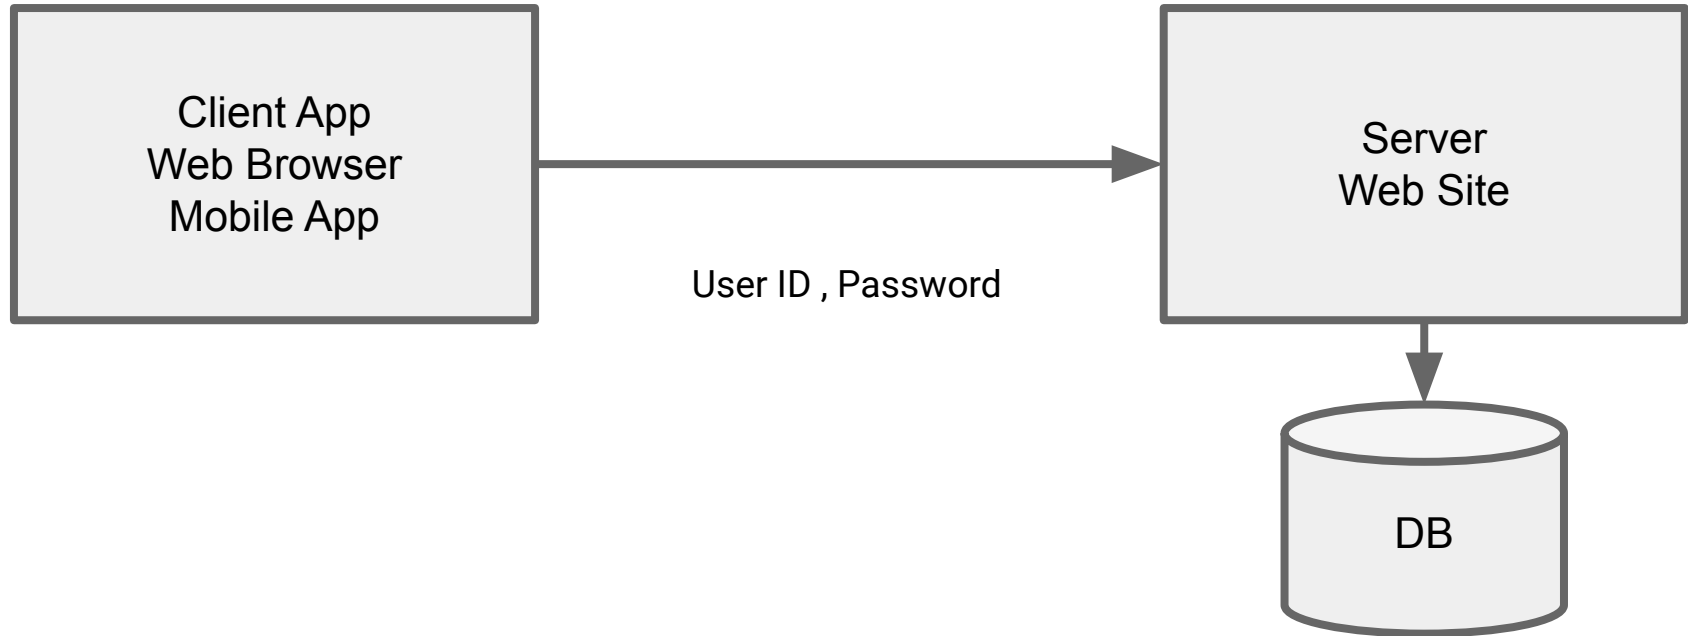 Client App
Web Browser
Mobile App
User ID , Password
Server
Web Site
DB